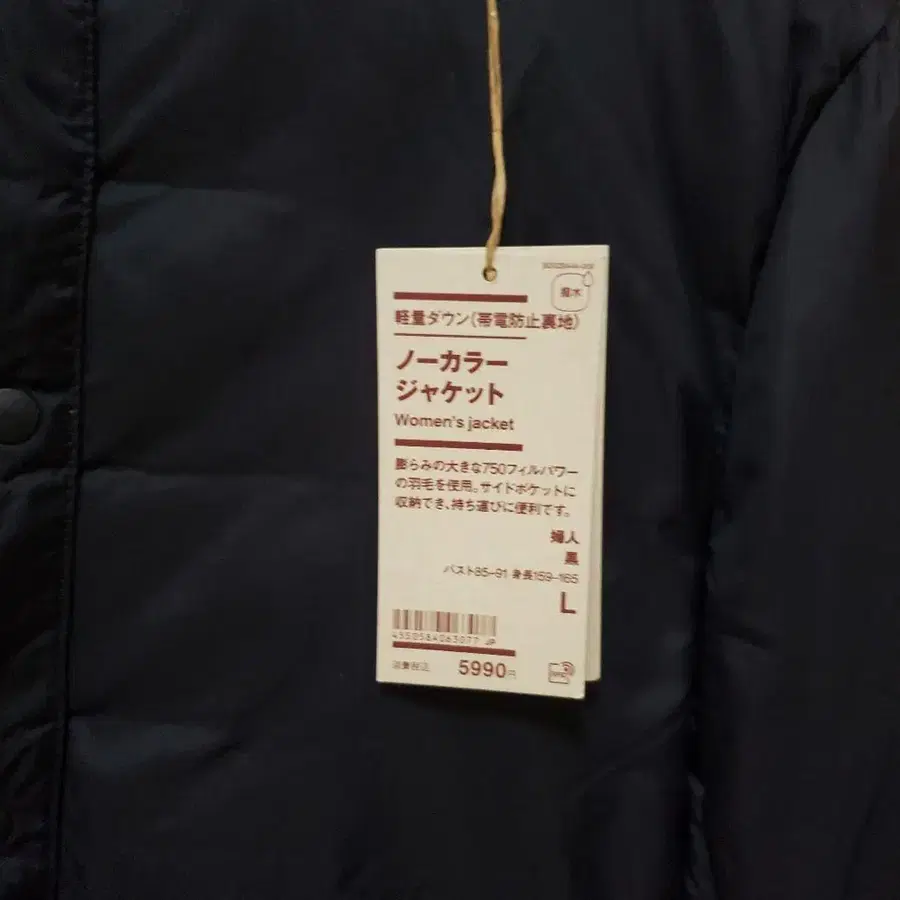 撥水
軽量ダウン(帯電防止裏地)
ノーカラー
ジャケット
Women's jacket
膨らみの大きな750フィルパワー
の羽毛を使用。サイドポケットに
収納でき、持ち運びに便利です。
婦人
黒
バスト85-91 身長159-165
L
4550584063077 JP
消費税込 5990円